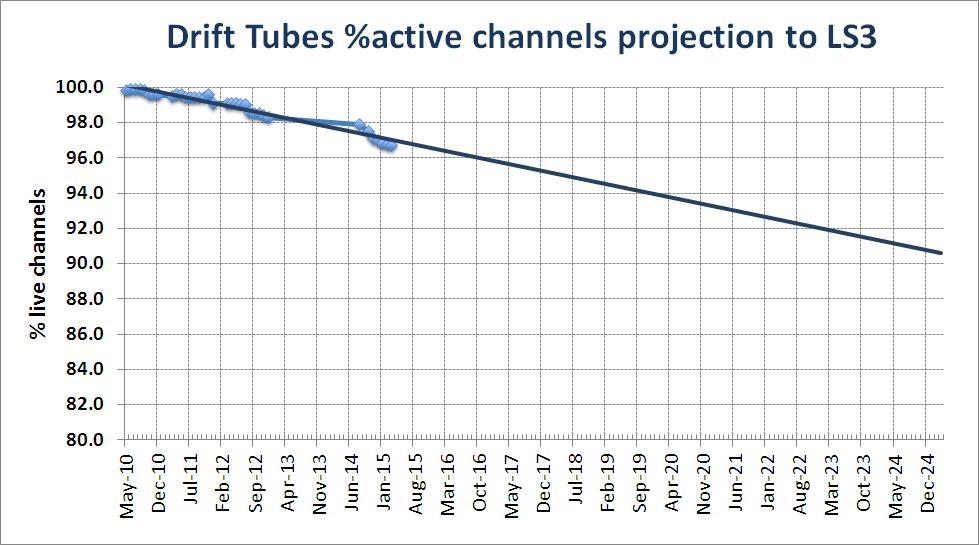 Drift Tubes %active channels projection to LS3
% live channels
100.0
98.0
96.0
94.0
92.0
90.0
88.0
86.0
84.0
82.0
80.0
May-10
Dec-10
Jul-11
Feb-12
Sep-12
Apr-13
Nov-13
Jun-14
Jan-15
Aug-15
Mar-16
Oct-16
May-17
Dec-17
Jul-18
Feb-19
Sep-19
Apr-20
Nov-20
Jun-21
Jan-22
Aug-22
Mar-23
Oct-23
May-24
Dec-24